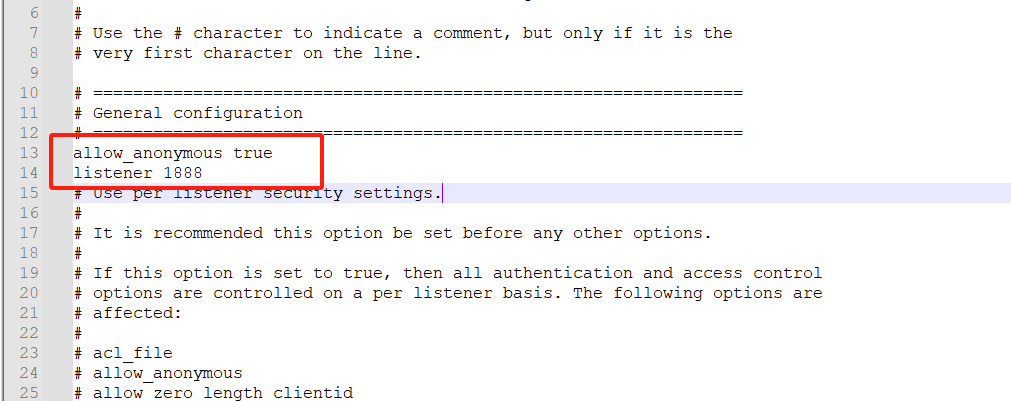 6 #
7 # Use the # character to indicate a comment, but only if it is the
8 # very first character on the line.
9
10 # =================================================================
11 # General configuration
12 # =================================================================
13 allow_anonymous true
14 listener 1888
15 # Use per listener security settings.
16 #
17 # It is recommended this option be set before any other options.
18 #
19 # If this option is set to true, then all authentication and access control
20 # options are controlled on a per listener basis. The following options are
21 # affected:
22 #
23 # acl_file
24 # allow_anonymous
25 # allow_zero_length_clientid